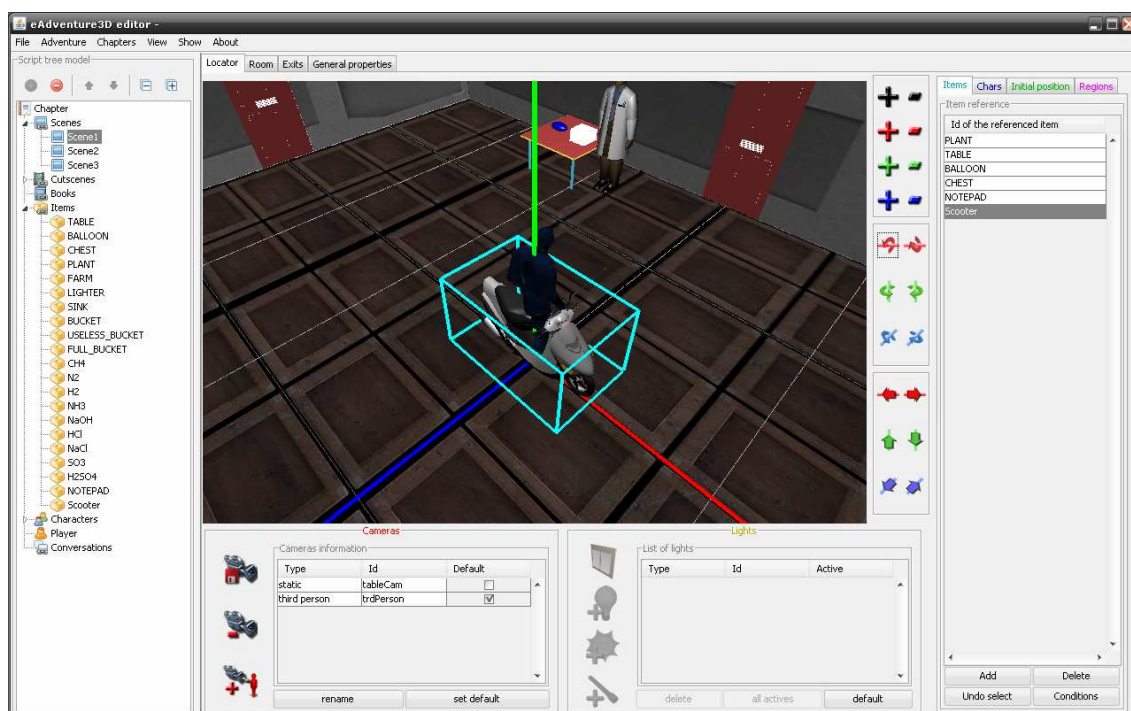 eAdventure3D editor -
File Adventure Chapters View Show About
Script tree model
Chapter
Scenes
Scene1
Scene2
Scene3
Cutscenes
Books
Items
TABLE
BALLOON
CHEST
PLANT
FARM
LIGHTER
SINK
BUCKET
USELESS_BUCKET
FULL_BUCKET
CH4
N2
H2
NH3
NaOH
HCl
NaCl
SO3
H2SO4
NOTEPAD
Scooter
Characters
Player
Conversations
Locator Room Exits General properties
Cameras
Cameras information
Type Id Default
static tableCam
third person trdPerson
rename set default
Lights
List of lights
Type Id Active
delete all actives default
Items Chars Initial position Regions
Item reference
Id of the referenced item
PLANT
TABLE
BALLOON
CHEST
NOTEPAD
Scooter
Add Delete
Undo select Conditions